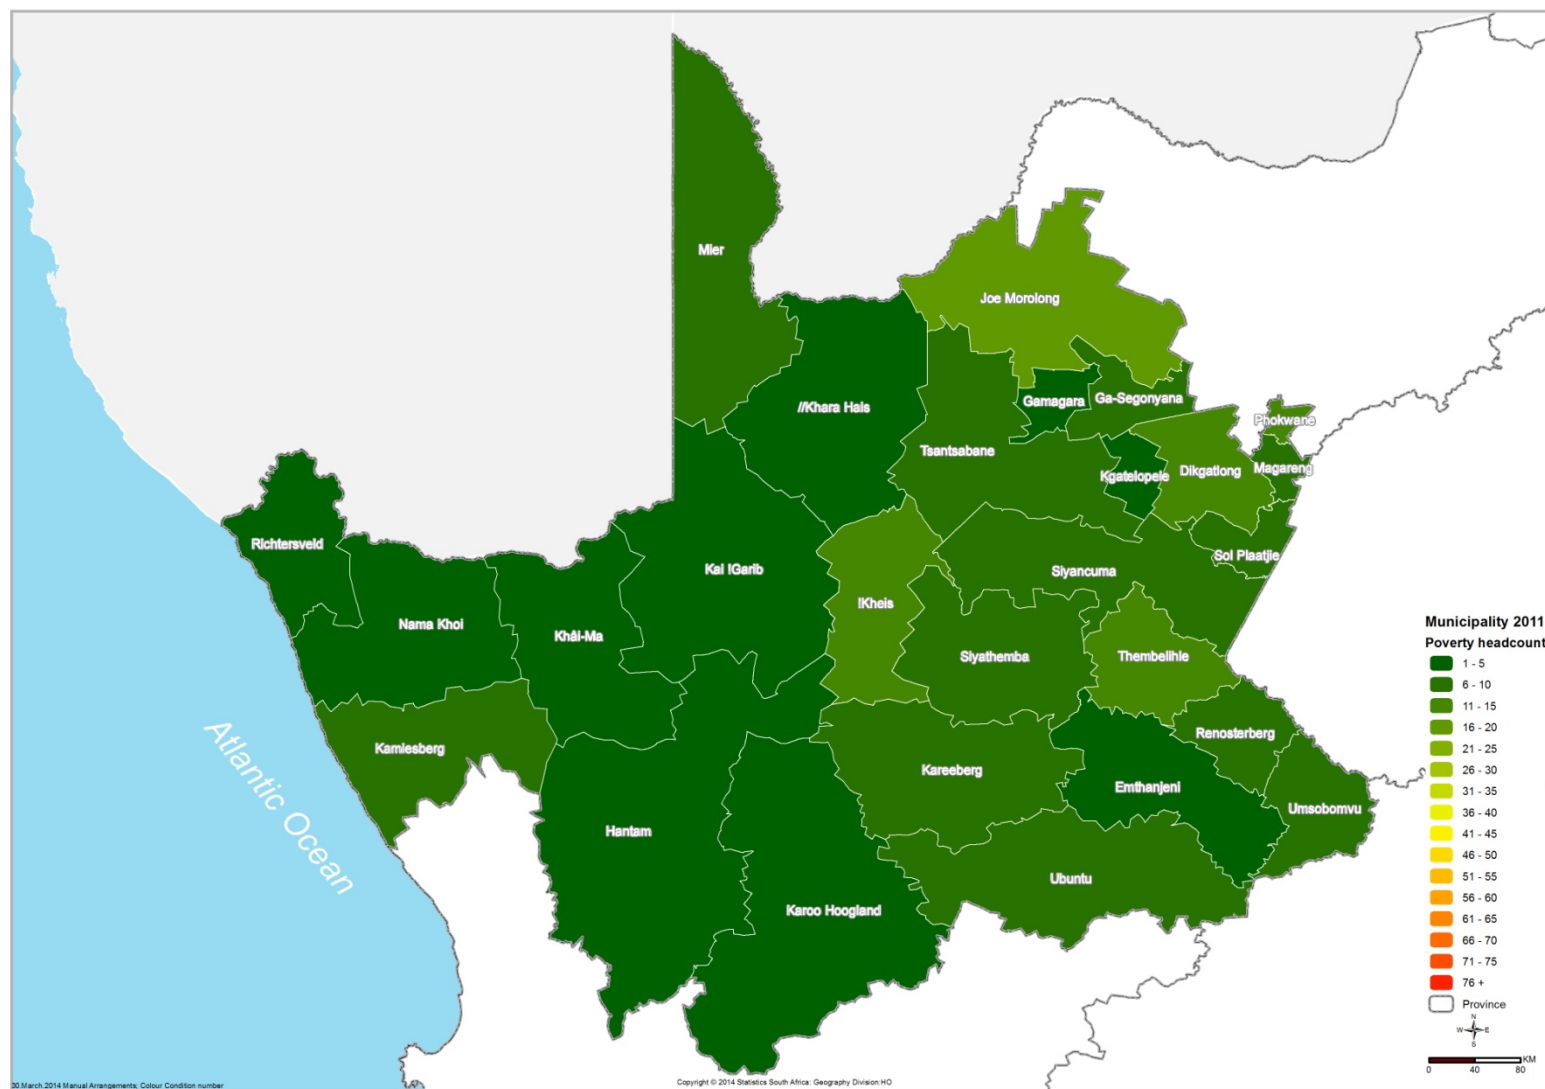 Mier
Joe Morolong
//Khara Hais
Gamagara
Ga-Segonyana
Phokwane
Tsantsabane
Kgatelopele
Dikgatlong
Magareng
Richtersveld
Kai !Garib
Sol Plaatjie
Siyancuma
!Kheis
Nama Khoi
Khâi-Ma
Siyathemba
Thembelihle
Kamiesberg
Renosterberg
Kareeberg
Emthanjeni
Umsobomvu
Hantam
Ubuntu
Karoo Hoogland
Atlantic Ocean
Municipality 2011
Poverty headcount
1 - 5
6 - 10
11 - 15
16 - 20
21 - 25
26 - 30
31 - 35
36 - 40
41 - 45
46 - 50
51 - 55
56 - 60
61 - 65
66 - 70
71 - 75
76 +
Province
N
W E
S
KM
0 40 80
30.March.2014 Manual Arrangements; Colour Condition number
Copyright © 2014 Statistics South Africa: Geography Division:HO